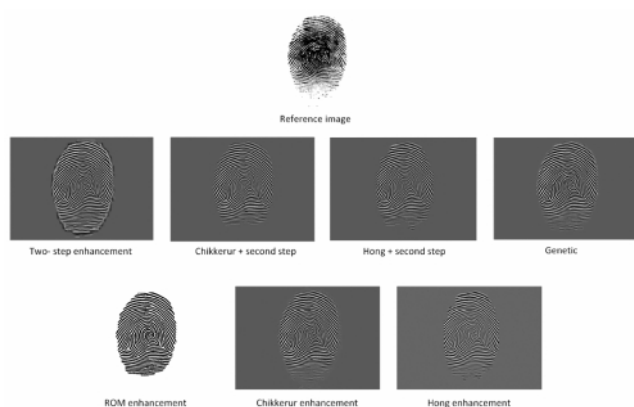 Reference image
Two- step enhancement
Chikkerur + second step
Hong + second step
Genetic
ROM enhancement
Chikkerur enhancement
Hong enhancement